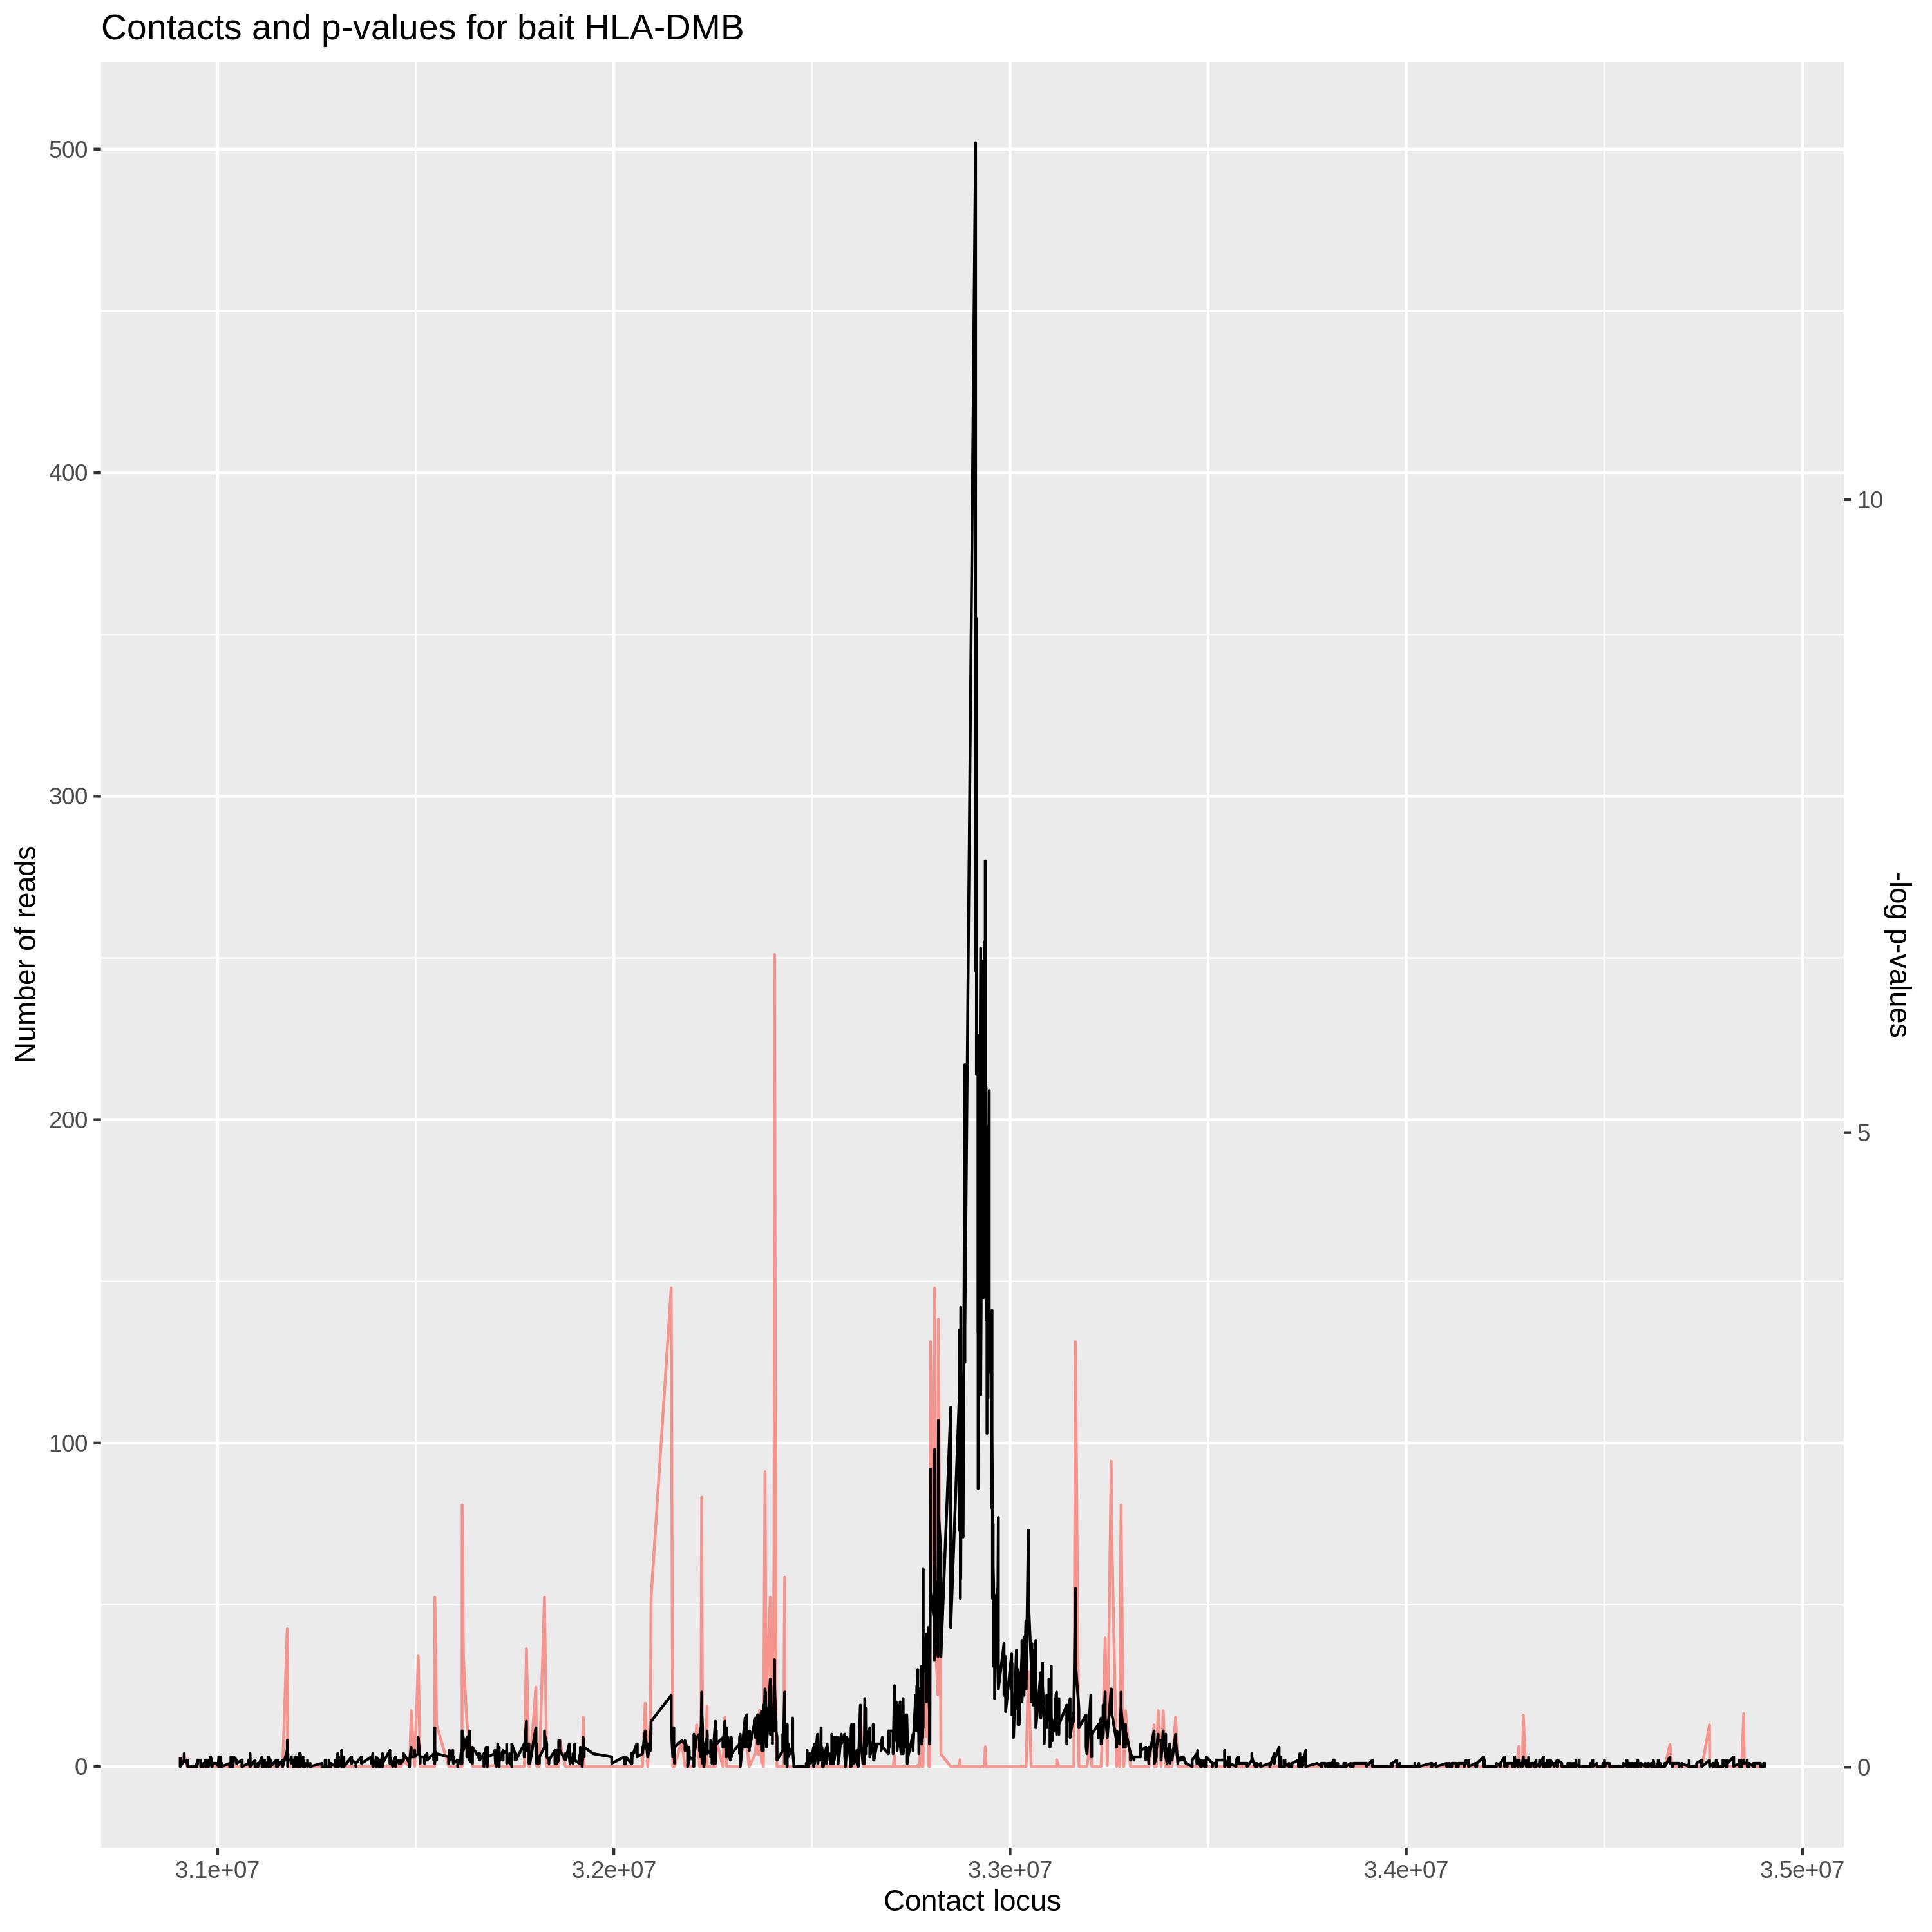 Contacts and p-values for bait HLA-DMB
500
400
300
200
100
0
Number of reads
10
5
0
-log p-values
3.1e+07
3.2e+07
3.3e+07
3.4e+07
3.5e+07
Contact locus